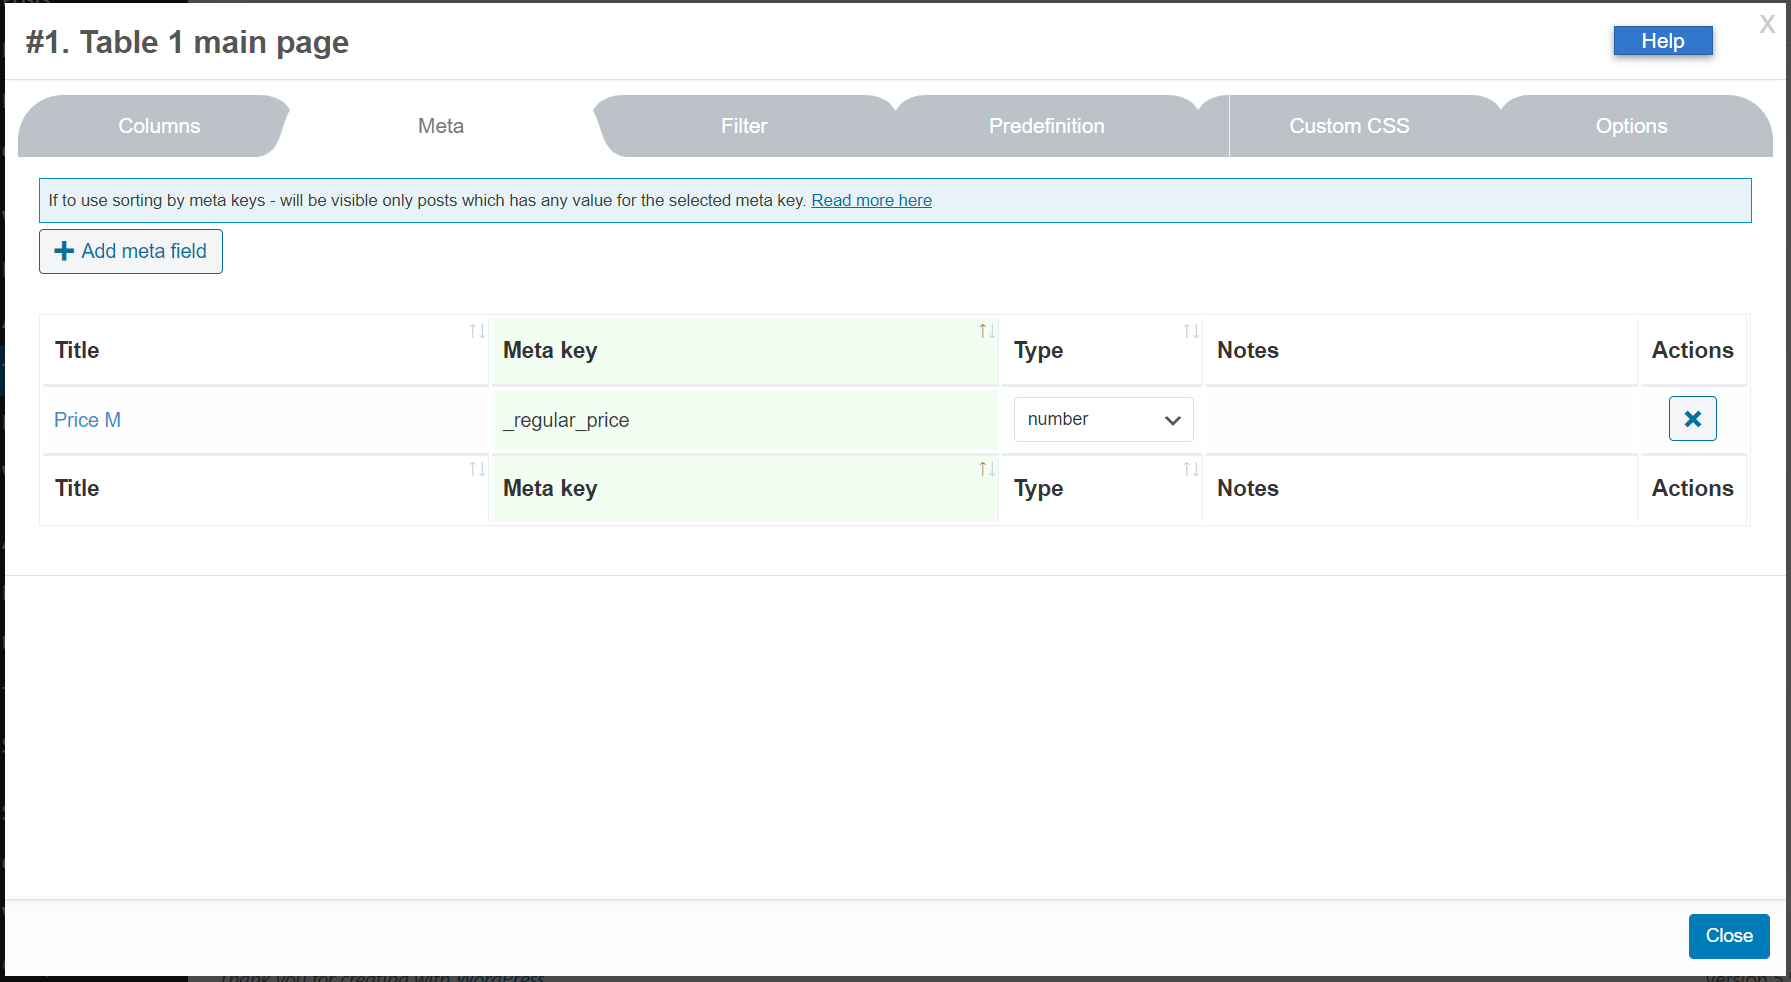 #1. Table 1 main page
Help
X
Columns
Meta
Filter
Predefinition
Custom CSS
Options
If to use sorting by meta keys - will be visible only posts which has any value for the selected meta key. Read more here
Add meta field
Title Meta key Type Notes Actions
Price M _regular_price number
Title Meta key Type Notes Actions
Close
Thank you for creating with WordPress